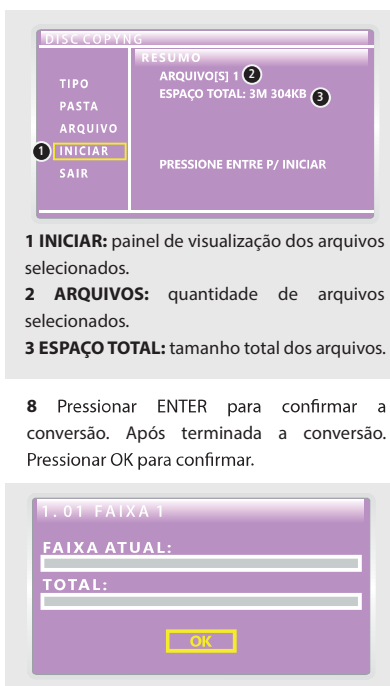 DISC COPYNG
RESUMO
ARQUIVO[S] 1 2
ESPAÇO TOTAL: 3M 304KB 3
TIPO
PASTA
ARQUIVO
1 INICIAR
SAIR
PRESSIONE ENTRE P/ INICIAR
1 INICIAR: painel de visualização dos arquivos
selecionados.
2 ARQUIVOS: quantidade de arquivos
selecionados.
3 ESPAÇO TOTAL: tamanho total dos arquivos.
8 Pressionar ENTER para confirmar a
conversão. Após terminada a conversão.
Pressionar OK para confirmar.
1. 01 FAIXA 1
FAIXA ATUAL:
TOTAL:
OK